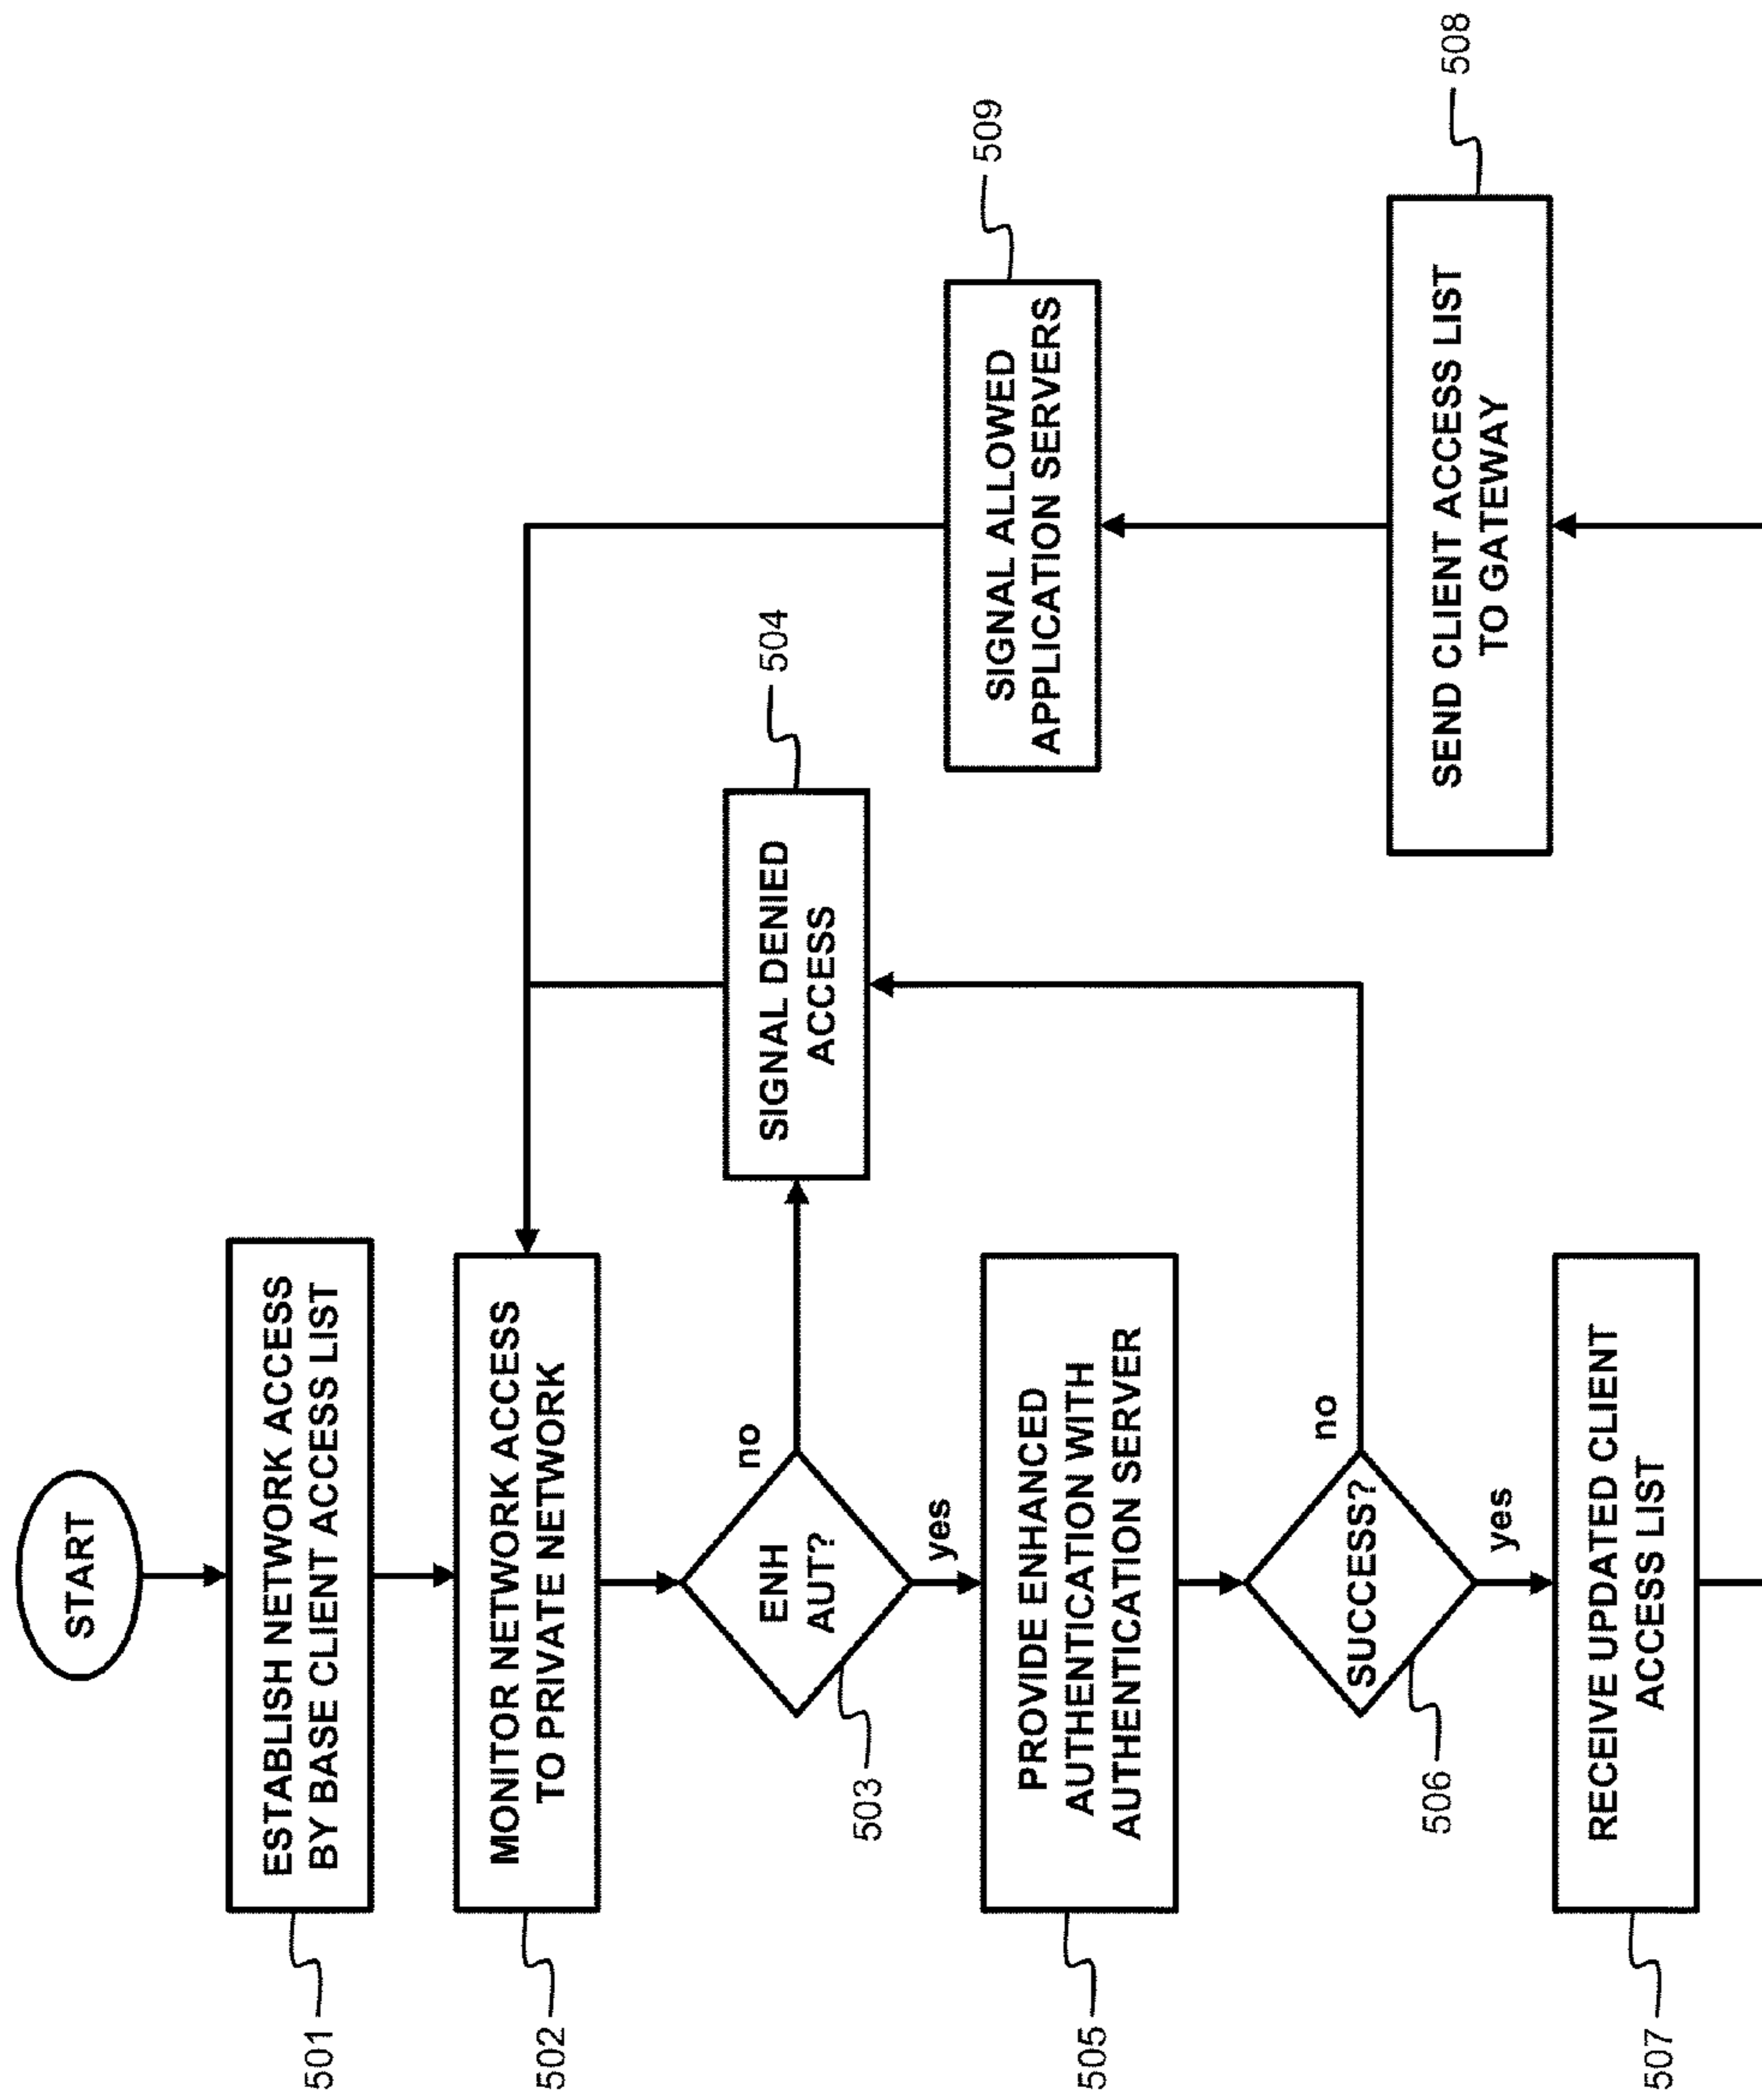 START
ESTABLISH NETWORK ACCESS
BY BASE CLIENT ACCESS LIST
501
MONITOR NETWORK ACCESS
TO PRIVATE NETWORK
502
ENH
AUT?
503
no
yes
SIGNAL DENIED
ACCESS
504
PROVIDE ENHANCED
AUTHENTICATION WITH
AUTHENTICATION SERVER
505
SUCCESS?
506
no
yes
RECEIVE UPDATED CLIENT
ACCESS LIST
507
SEND CLIENT ACCESS LIST
TO GATEWAY
508
SIGNAL ALLOWED
APPLICATION SERVERS
509